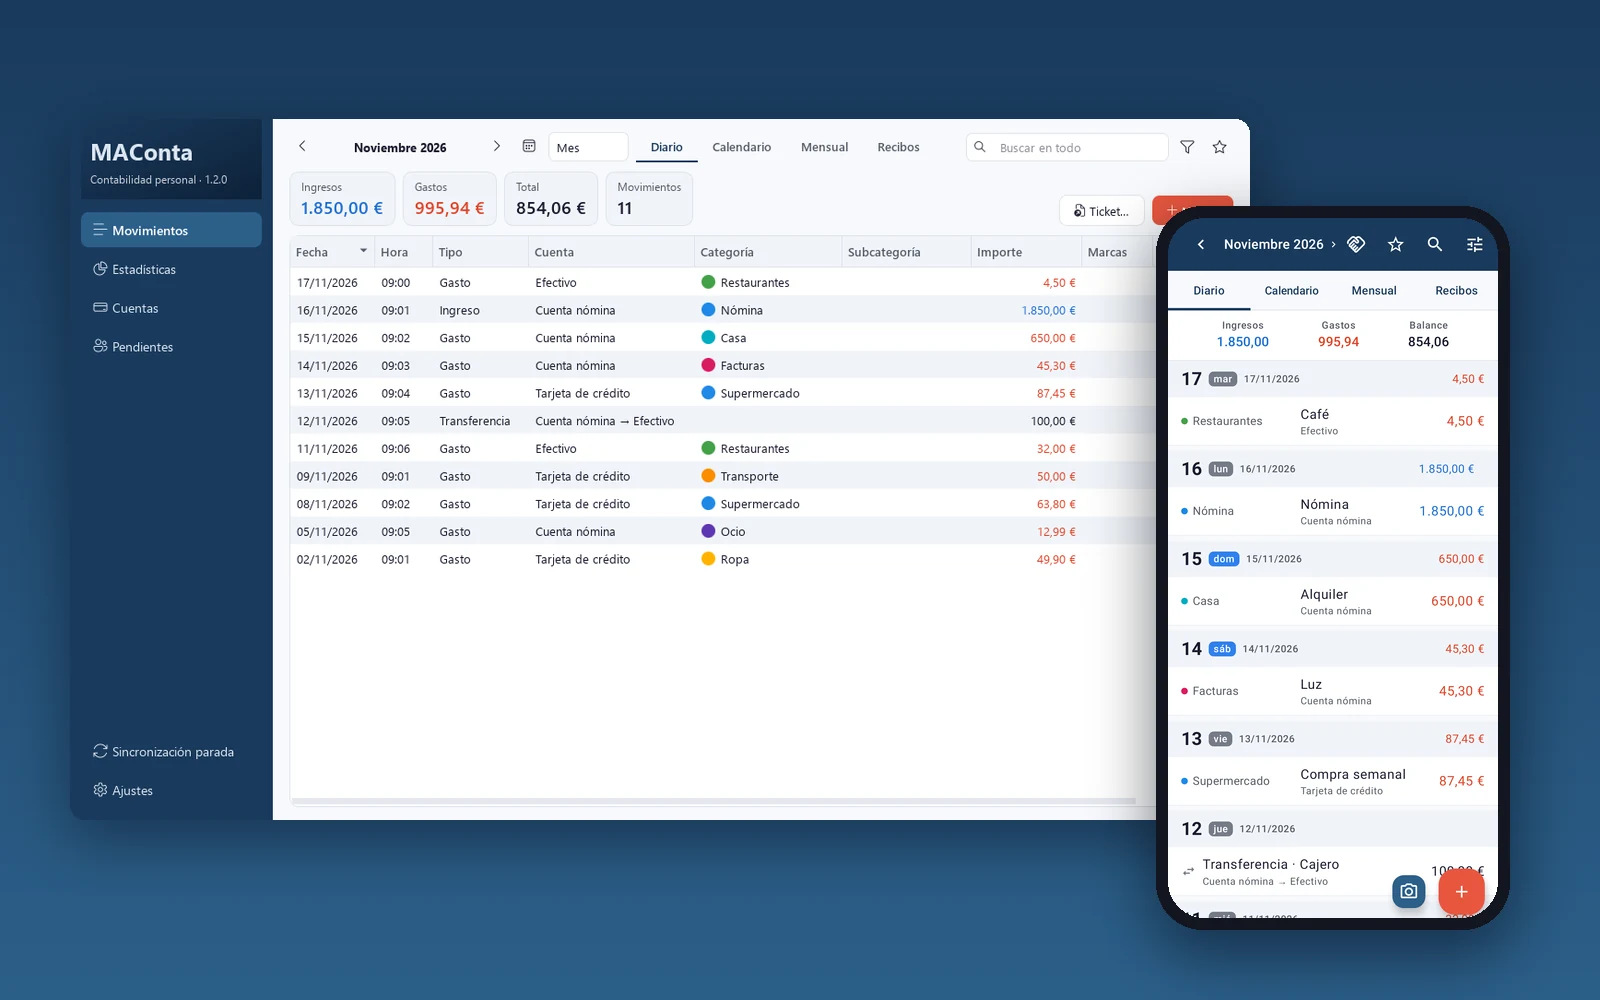 MAConta
Contabilidad personal · 1.2.0
Movimientos
Estadísticas
Cuentas
Pendientes
Sincronización parada
Ajustes
Noviembre 2026
Mes
Diario Calendario Mensual Recibos
Buscar en todo
Ingresos
1.850,00 €
Gastos
995,94 €
Total
854,06 €
Movimientos
11
Ticket...
Fecha Hora Tipo Cuenta Categoría Subcategoría Importe Marcas
17/11/2026 09:00 Gasto Efectivo Restaurantes 4,50 €
16/11/2026 09:01 Ingreso Cuenta nómina Nómina 1.850,00 €
15/11/2026 09:02 Gasto Cuenta nómina Casa 650,00 €
14/11/2026 09:03 Gasto Cuenta nómina Facturas 45,30 €
13/11/2026 09:04 Gasto Tarjeta de crédito Supermercado 87,45 €
12/11/2026 09:05 Transferencia Cuenta nómina → Efectivo 100,00 €
11/11/2026 09:06 Gasto Efectivo Restaurantes 32,00 €
09/11/2026 09:01 Gasto Tarjeta de crédito Transporte 50,00 €
08/11/2026 09:02 Gasto Tarjeta de crédito Supermercado 63,80 €
05/11/2026 09:05 Gasto Cuenta nómina Ocio 12,99 €
02/11/2026 09:01 Gasto Tarjeta de crédito Ropa 49,90 €
Noviembre 2026
Diario Calendario Mensual Recibos
Ingresos Gastos Balance
1.850,00 995,94 854,06
17 mar 17/11/2026 4,50 €
Restaurantes Café 4,50 €
Efectivo
16 lun 16/11/2026 1.850,00 €
Nómina Nómina 1.850,00 €
Cuenta nómina
15 dom 15/11/2026 650,00 €
Casa Alquiler 650,00 €
Cuenta nómina
14 sáb 14/11/2026 45,30 €
Facturas Luz 45,30 €
Cuenta nómina
13 vie 13/11/2026 87,45 €
Supermercado Compra semanal 87,45 €
Tarjeta de crédito
12 jue 12/11/2026
Transferencia · Cajero
Cuenta nómina → Efectivo